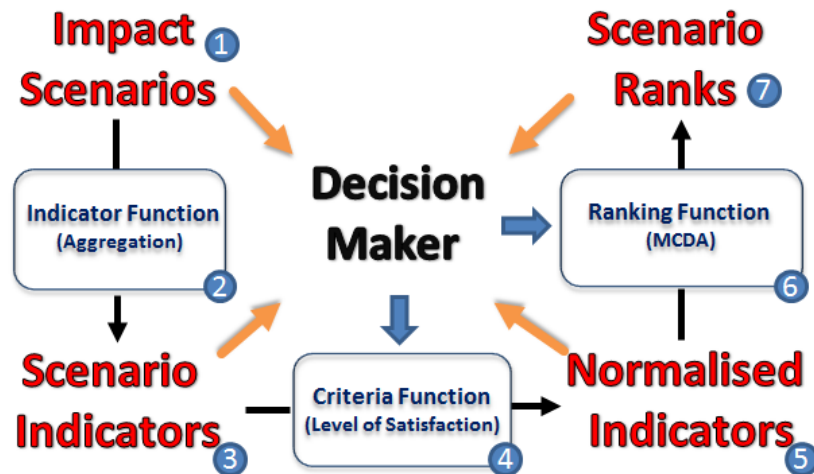 Impact
Scenarios
1
Indicator Function
(Aggregation)
2
Scenario
Indicators
3
Decision
Maker
Criteria Function
(Level of Satisfaction)
4
Normalised
Indicators
5
Ranking Function
(MCDA)
6
Scenario
Ranks
7